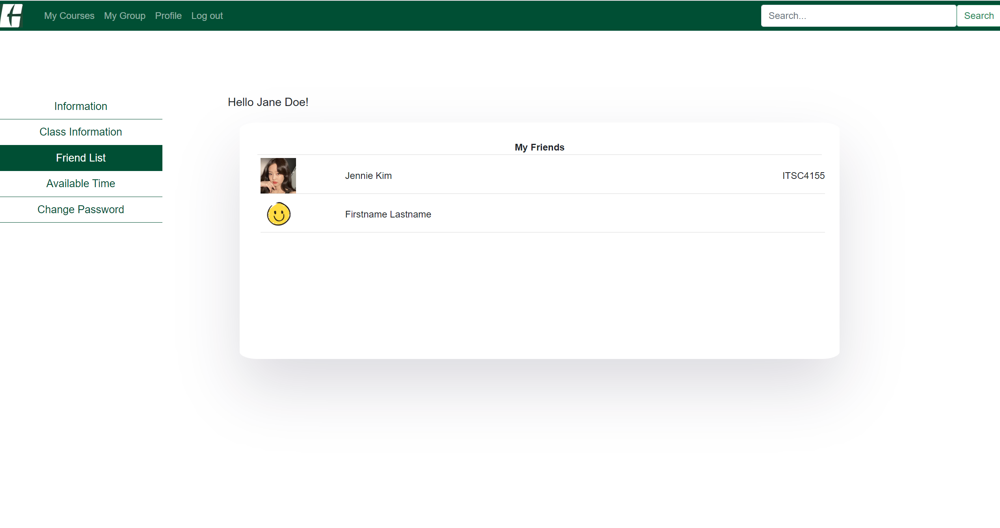 My Courses My Group Profile Log out Search... Search
Hello Jane Doe!
Information
Class Information
Friend List
Available Time
Change Password
My Friends
Jennie Kim ITSC4155
Firstname Lastname